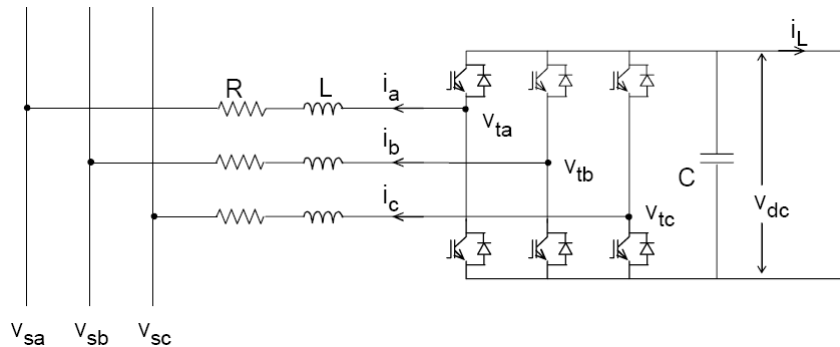 i_L
R
L
i_a
v_ta
i_b
v_tb
C
i_c
v_tc
v_dc
v_sa v_sb v_sc